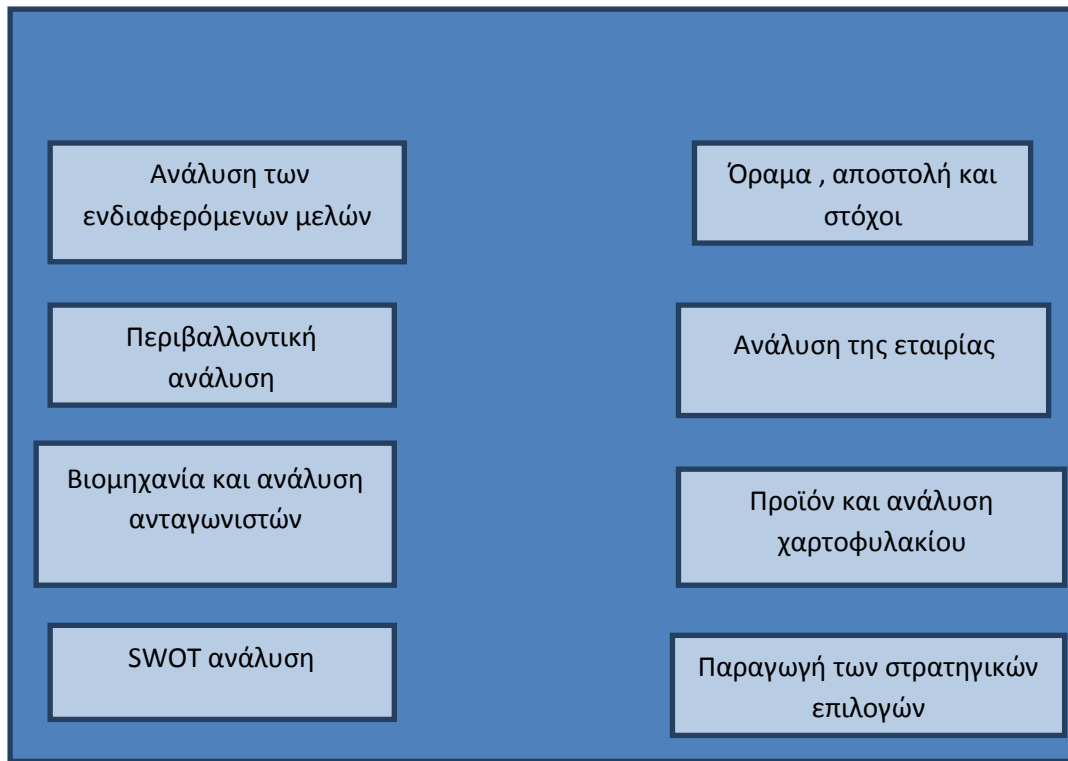 Ανάλυση των
ενδιαφερόμενων μελών
Όραμα , αποστολή και
στόχοι
Περιβαλλοντική
ανάλυση
Ανάλυση της εταιρίας
Βιομηχανία και ανάλυση
ανταγωνιστών
Προϊόν και ανάλυση
χαρτοφυλακίου
SWOT ανάλυση
Παραγωγή των στρατηγικών
επιλογών